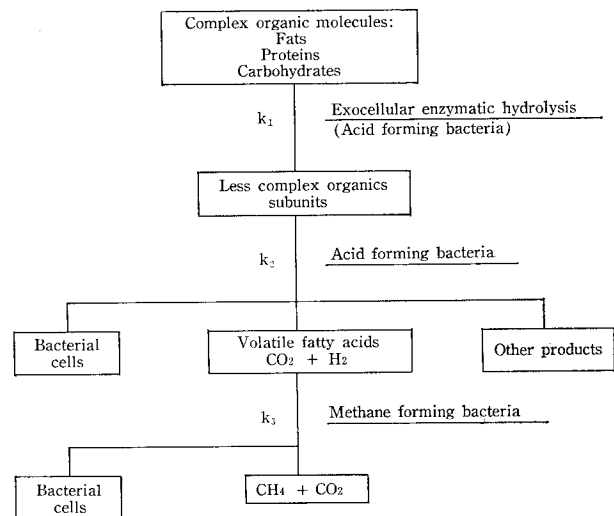 Complex organic molecules:
Fats
Proteins
Carbohydrates
k₁
Exocellular enzymatic hydrolysis
(Acid forming bacteria)
Less complex organics
subunits
k₂
Acid forming bacteria
Bacterial
cells
Volatile fatty acids
CO₂ + H₂
Other products
k₃
Methane forming bacteria
Bacterial
cells
CH₄ + CO₂